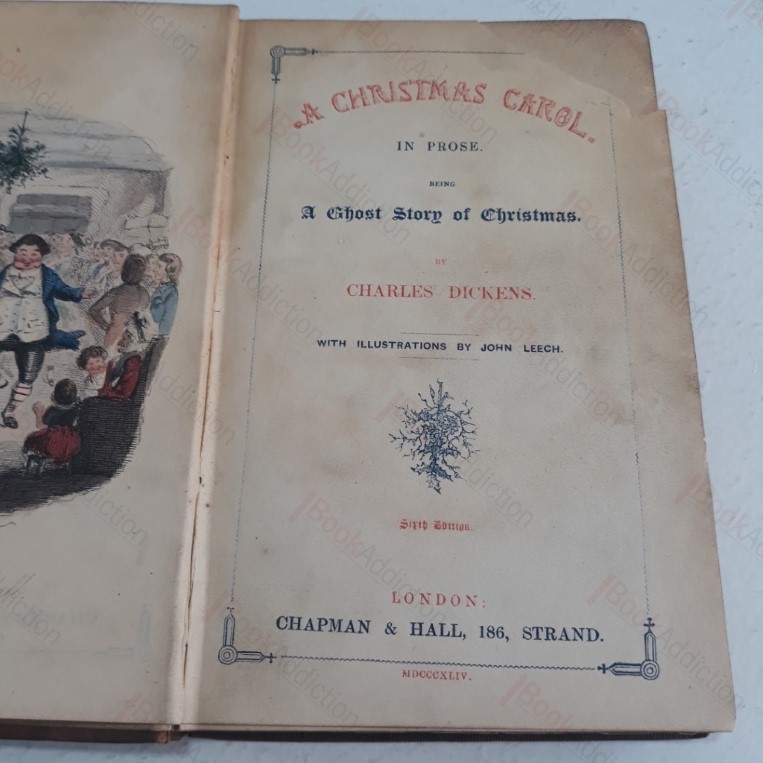 A CHRISTMAS CAROL.
IN PROSE.
BEING
A Ghost Story of Christmas.
BY
CHARLES DICKENS.
WITH ILLUSTRATIONS BY JOHN LEECH.
Sixth Edition.
LONDON:
CHAPMAN & HALL, 186, STRAND.
MDCCCXLIV.
BookAddiction